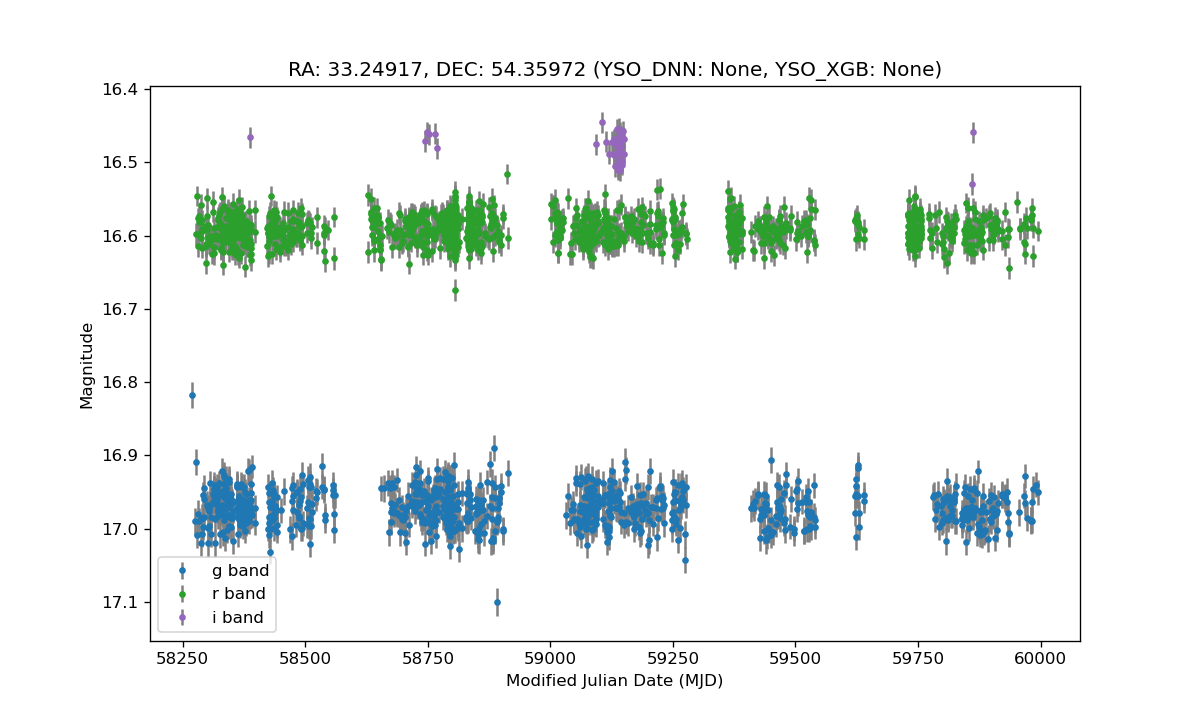 RA: 33.24917, DEC: 54.35972 (YSO_DNN: None, YSO_XGB: None)
16.4
16.5
16.6
16.7
16.8
16.9
17.0
17.1
Magnitude
g band
r band
i band
58250 58500 58750 59000 59250 59500 59750 60000
Modified Julian Date (MJD)